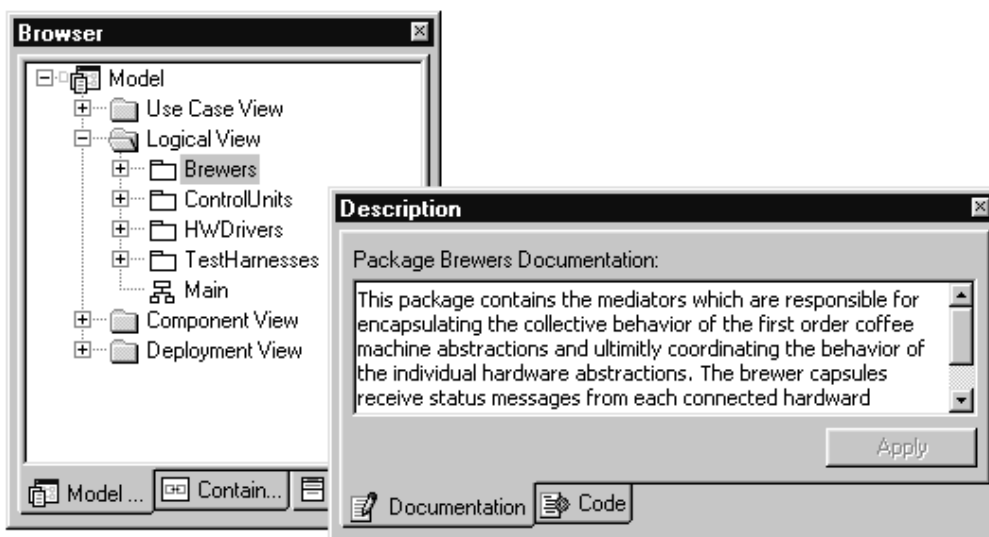 Browser
Model
Use Case View
Logical View
Brewers
ControlUnits
HWDrivers
TestHarnesses
Main
Component View
Deployment View
Model ...
Contain...
Description
Package Brewers Documentation:
This package contains the mediators which are responsible for
encapsulating the collective behavior of the first order coffee
machine abstractions and ultimitly coordinating the behavior of
the individual hardware abstractions. The brewer capsules
receive status messages from each connected hardward
Apply
Documentation
Code